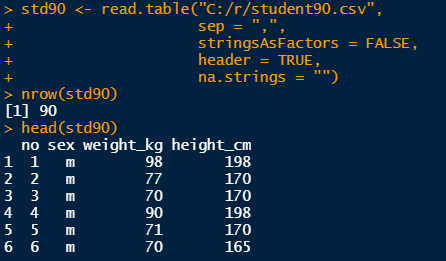 > std90 <- read.table("C:/r/student90.csv",
+ sep = ",",
+ stringsAsFactors = FALSE,
+ header = TRUE,
+ na.strings = "")
> nrow(std90)
[1] 90
> head(std90)
no sex weight_kg height_cm
1 1 m 98 198
2 2 m 77 170
3 3 m 70 170
4 4 m 90 198
5 5 m 71 170
6 6 m 70 165